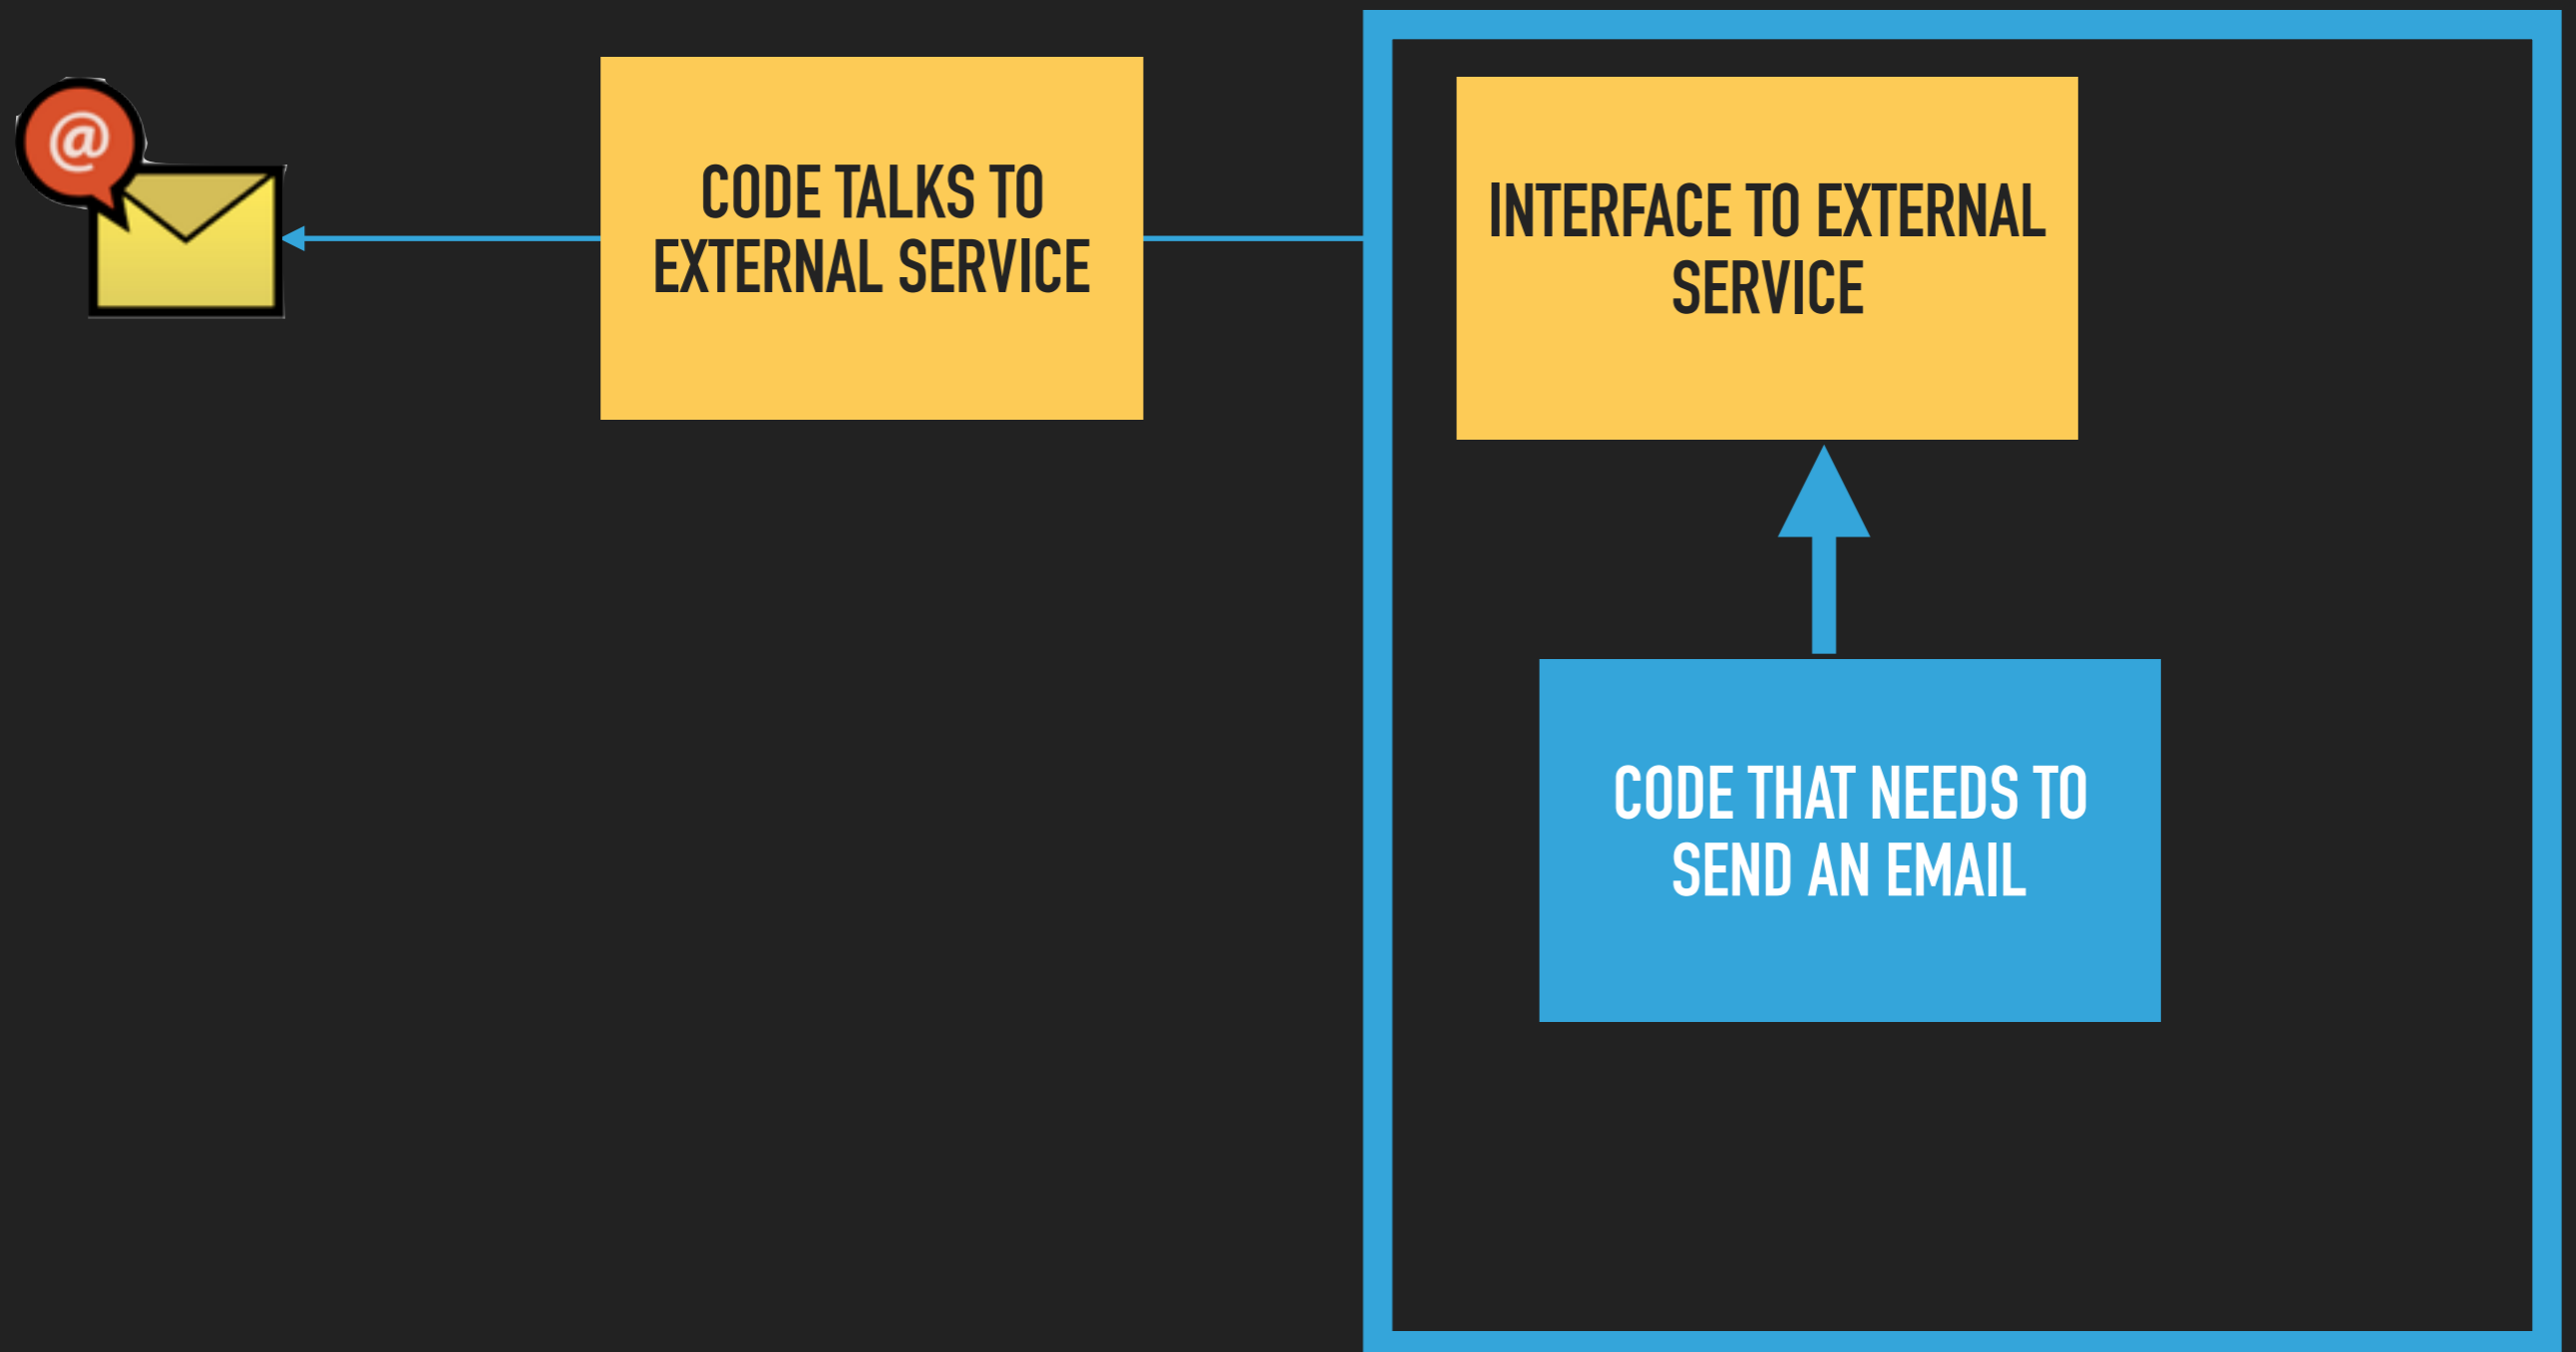 @
CODE TALKS TO
EXTERNAL SERVICE
INTERFACE TO EXTERNAL
SERVICE
CODE THAT NEEDS TO
SEND AN EMAIL